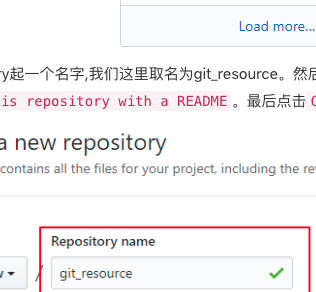 Load more...
ry起一个名字,我们这里取名为git_resource。然后
is repository with a README。最后点击
a new repository
contains all the files for your project, including the re
Repository name
/ git_resource